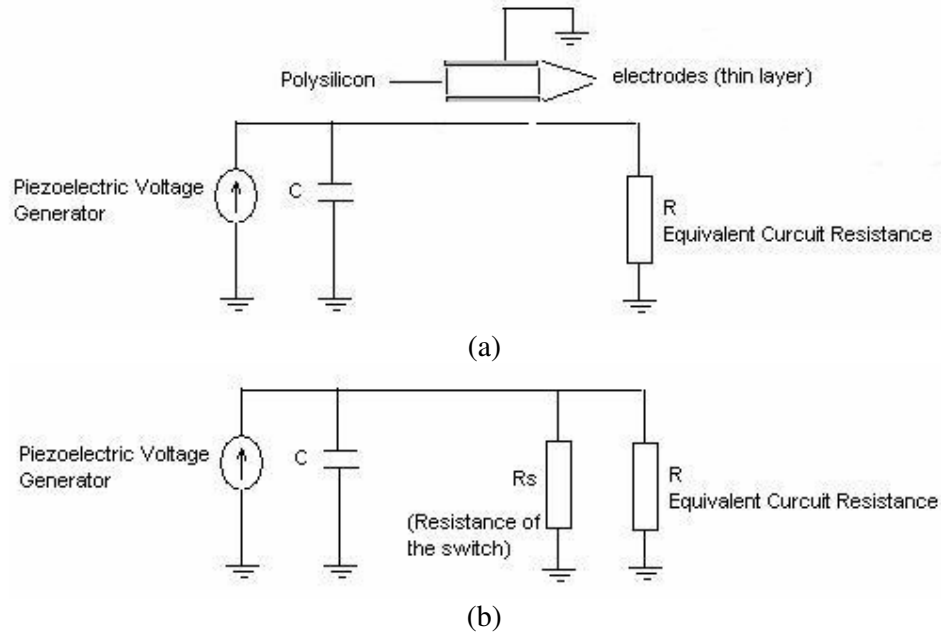 Polysilicon
electrodes (thin layer)
Piezoelectric Voltage
Generator
C
R
Equivalent Curcuit Resistance
(a)
Piezoelectric Voltage
Generator
C
Rs
(Resistance of
the switch)
R
Equivalent Curcuit Resistance
(b)